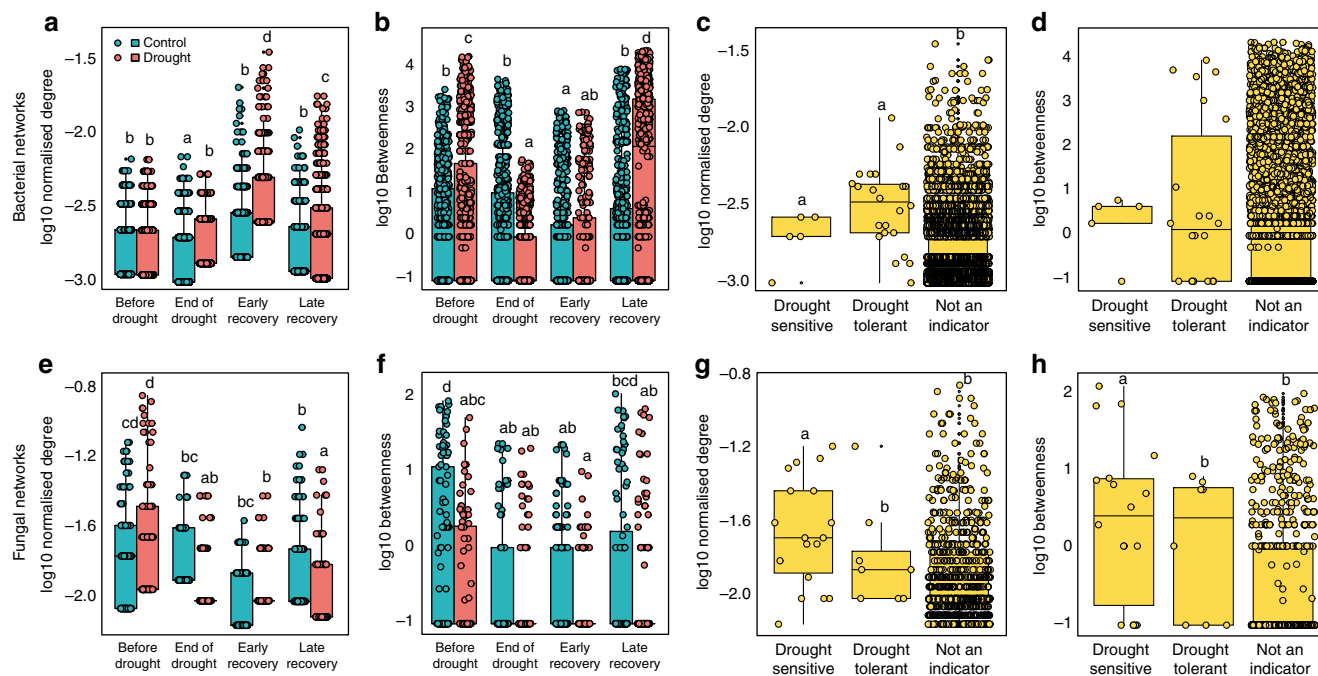 a
Bacterial networks
log10 normalised degree
Control
Drought
−1.5
−2.0
−2.5
−3.0
b b a b b d b c
Before drought
End of drought
Early recovery
Late recovery
b
log10 Betweenness
4
3
2
1
0
−1
b c b a a ab b d
Before drought
End of drought
Early recovery
Late recovery
c
log10 normalised degree
−1.5
−2.0
−2.5
−3.0
a a b
Drought sensitive
Drought tolerant
Not an indicator
d
log10 betweenness
4
3
2
1
0
−1
Drought sensitive
Drought tolerant
Not an indicator
e
Fungal networks
log10 normalised degree
−0.8
−1.2
−1.6
−2.0
cd d bc ab bc b b a
Before drought
End of drought
Early recovery
Late recovery
f
log10 betweenness
2
1
0
−1
d abc ab ab ab a bcd ab
Before drought
End of drought
Early recovery
Late recovery
g
log10 normalised degree
−0.8
−1.2
−1.6
−2.0
a b b
Drought sensitive
Drought tolerant
Not an indicator
h
log10 betweenness
2
1
0
−1
a b b
Drought sensitive
Drought tolerant
Not an indicator